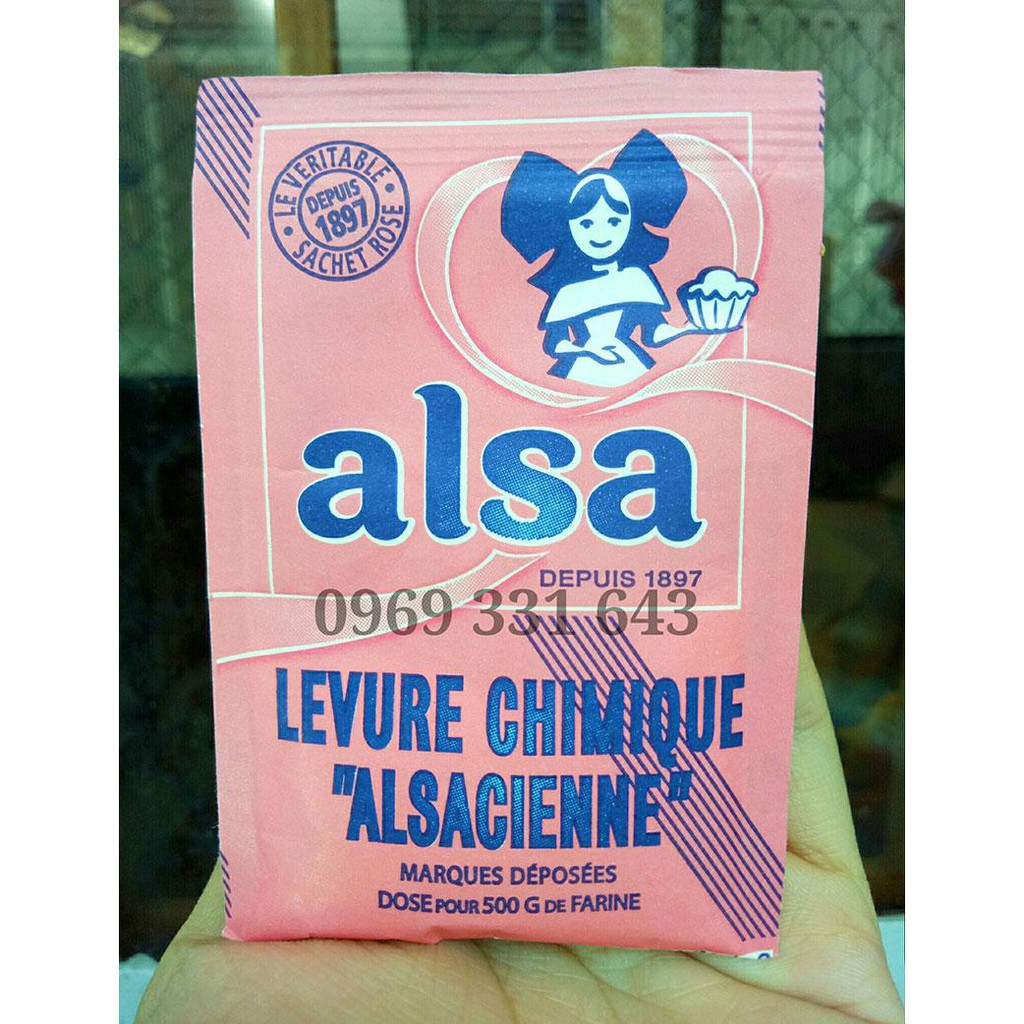 LE VERITABLE
DEPUIS
1897
SACHET ROSE
alsa
DEPUIS 1897
0969 331 643
LEVURE CHIMIQUE
"ALSACIENNE"
MARQUES DÉPOSÉES
DOSE POUR 500 G DE FARINE